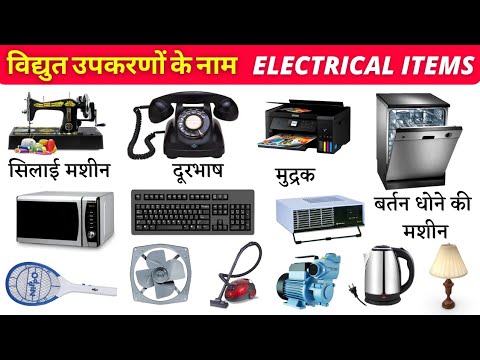 विद्युत उपकरणों के नाम ELECTRICAL ITEMS
सिलाई मशीन
दूरभाष
मुद्रक
बर्तन धोने की
मशीन